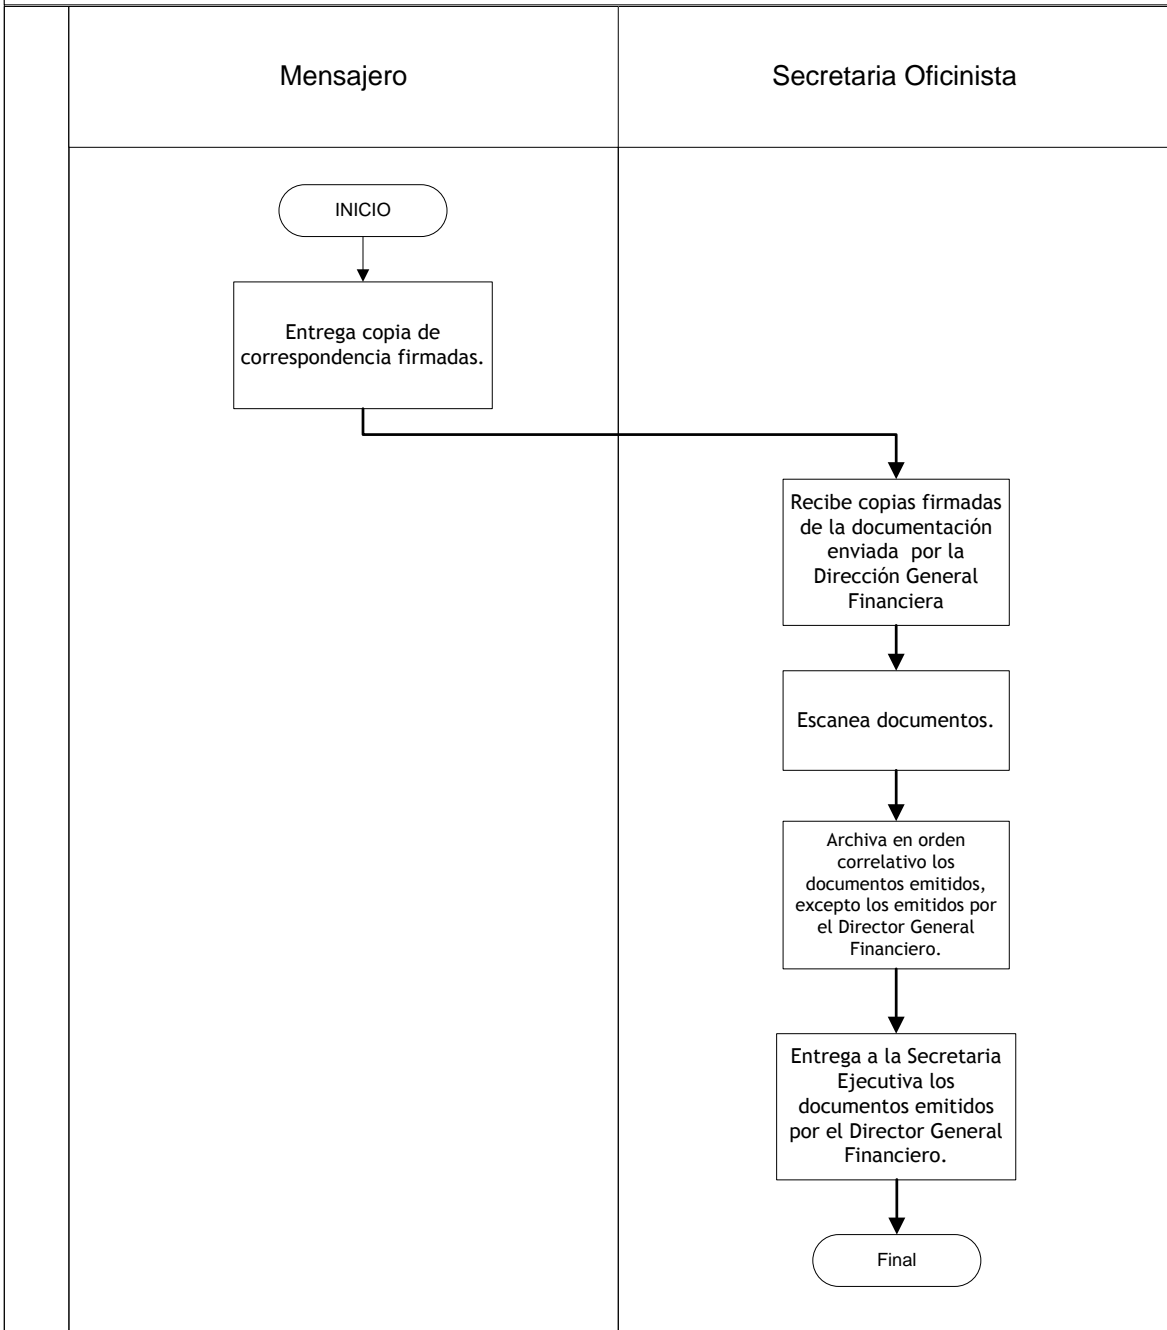 Mensajero
Secretaria Oficinista
INICIO
Entrega copia de
correspondencia firmadas.
Recibe copias firmadas
de la documentación
enviada  por la
Dirección General
Financiera
Escanea documentos.
Archiva en orden
correlativo los
documentos emitidos,
excepto los emitidos por
el Director General
Financiero.
Entrega a la Secretaria
Ejecutiva los
documentos emitidos
por el Director General
Financiero.
Final